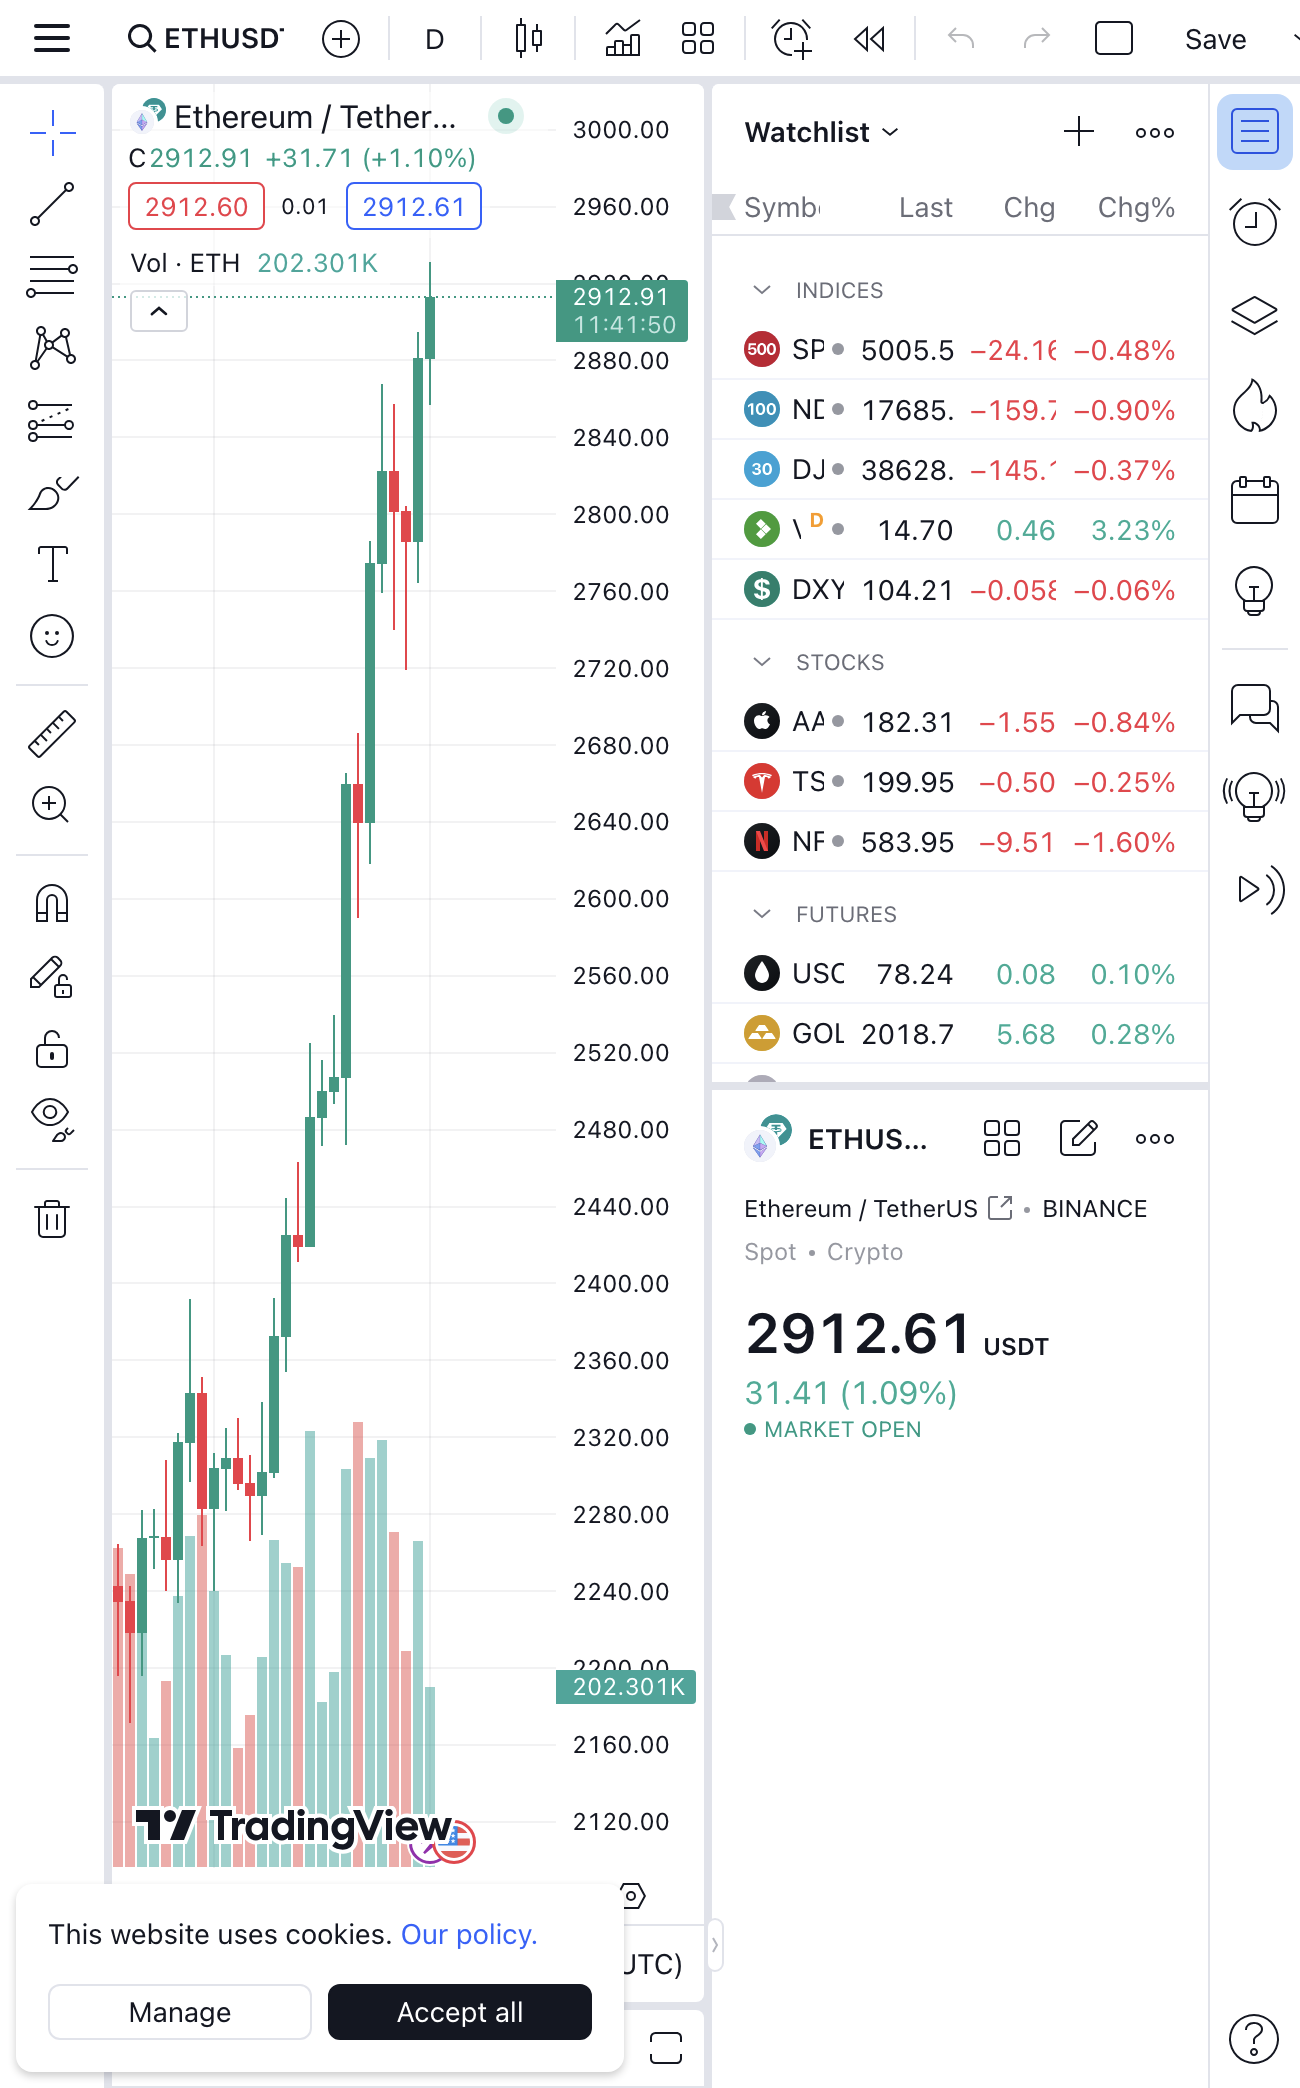 ETHUSD
D
Save
Ethereum / Tether...
C2912.91 +31.71 (+1.10%)
2912.60 0.01 2912.61
Vol · ETH 202.301K
3000.00
2960.00
2912.91
11:41:50
2880.00
2840.00
2800.00
2760.00
2720.00
2680.00
2640.00
2600.00
2560.00
2520.00
2480.00
2440.00
2400.00
2360.00
2320.00
2280.00
2240.00
2200.00
202.301K
2160.00
2120.00
TradingView
UTC)
This website uses cookies. Our policy.
Manage
Accept all
Watchlist
Symb Last Chg Chg%
INDICES
500 SP 5005.5 −24.16 −0.48%
100 ND 17685. −159.7 −0.90%
30 DJ 38628. −145.1 −0.37%
D 14.70 0.46 3.23%
$ DXY 104.21 −0.058 −0.06%
STOCKS
AA 182.31 −1.55 −0.84%
TS 199.95 −0.50 −0.25%
N NF 583.95 −9.51 −1.60%
FUTURES
USO 78.24 0.08 0.10%
GOL 2018.7 5.68 0.28%
ETHUS...
Ethereum / TetherUS • BINANCE
Spot • Crypto
2912.61 USDT
31.41 (1.09%)
MARKET OPEN